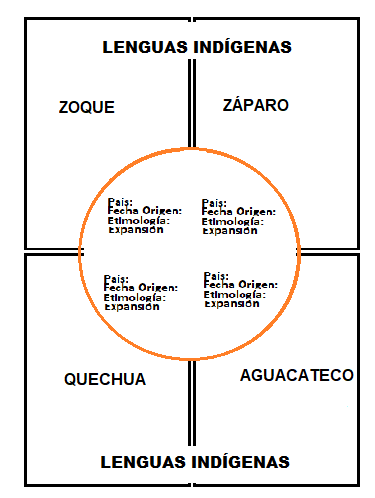 LENGUAS INDÍGENAS
ZOQUE
ZÁPARO
País:
Fecha Origen:
Etimología:
Expansión
País:
Fecha Origen:
Etimología:
Expansión
País:
Fecha Origen:
Etimología:
Expansión
País:
Fecha Origen:
Etimología:
Expansión
QUECHUA
AGUACATECO
LENGUAS INDÍGENAS